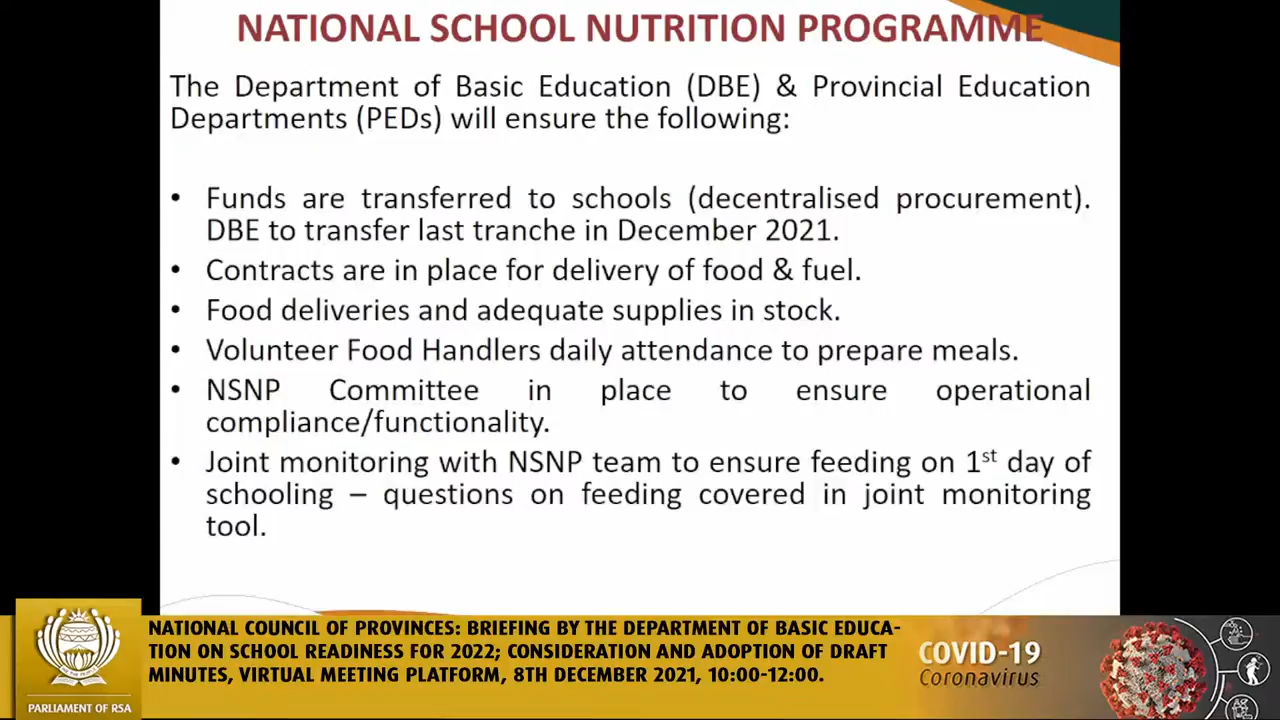 NATIONAL SCHOOL NUTRITION PROGRAMME
The Department of Basic Education (DBE) & Provincial Education
Departments (PEDs) will ensure the following:
• Funds are transferred to schools (decentralised procurement).
DBE to transfer last tranche in December 2021.
• Contracts are in place for delivery of food & fuel.
• Food deliveries and adequate supplies in stock.
• Volunteer Food Handlers daily attendance to prepare meals.
• NSNP Committee in place to ensure operational
compliance/functionality.
• Joint monitoring with NSNP team to ensure feeding on 1st day of
schooling – questions on feeding covered in joint monitoring
tool.
NATIONAL COUNCIL OF PROVINCES: BRIEFING BY THE DEPARTMENT OF BASIC EDUCA-
TION ON SCHOOL READINESS FOR 2022; CONSIDERATION AND ADOPTION OF DRAFT
MINUTES, VIRTUAL MEETING PLATFORM, 8TH DECEMBER 2021, 10:00-12:00.
PARLIAMENT OF RSA
COVID-19
Coronavirus